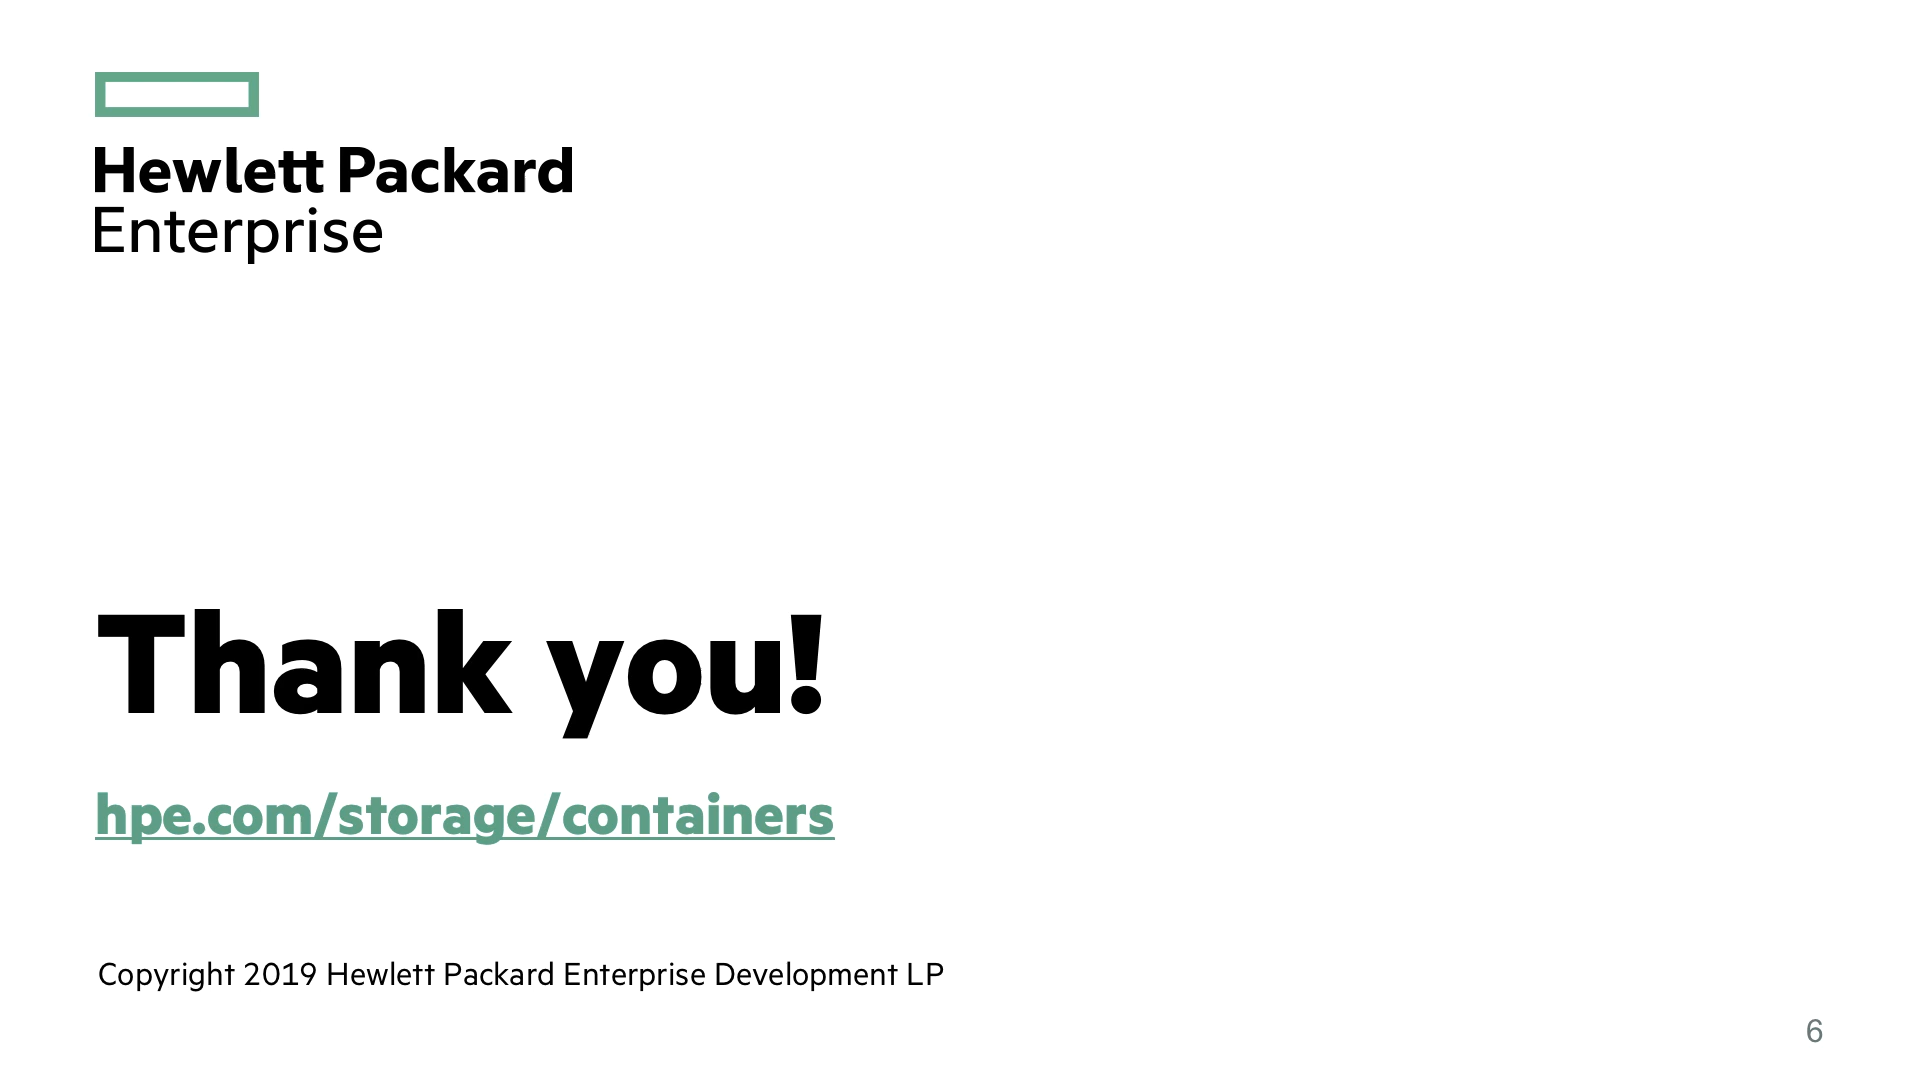 Hewlett Packard
Enterprise
Thank you!
hpe.com/storage/containers
Copyright 2019 Hewlett Packard Enterprise Development LP
6